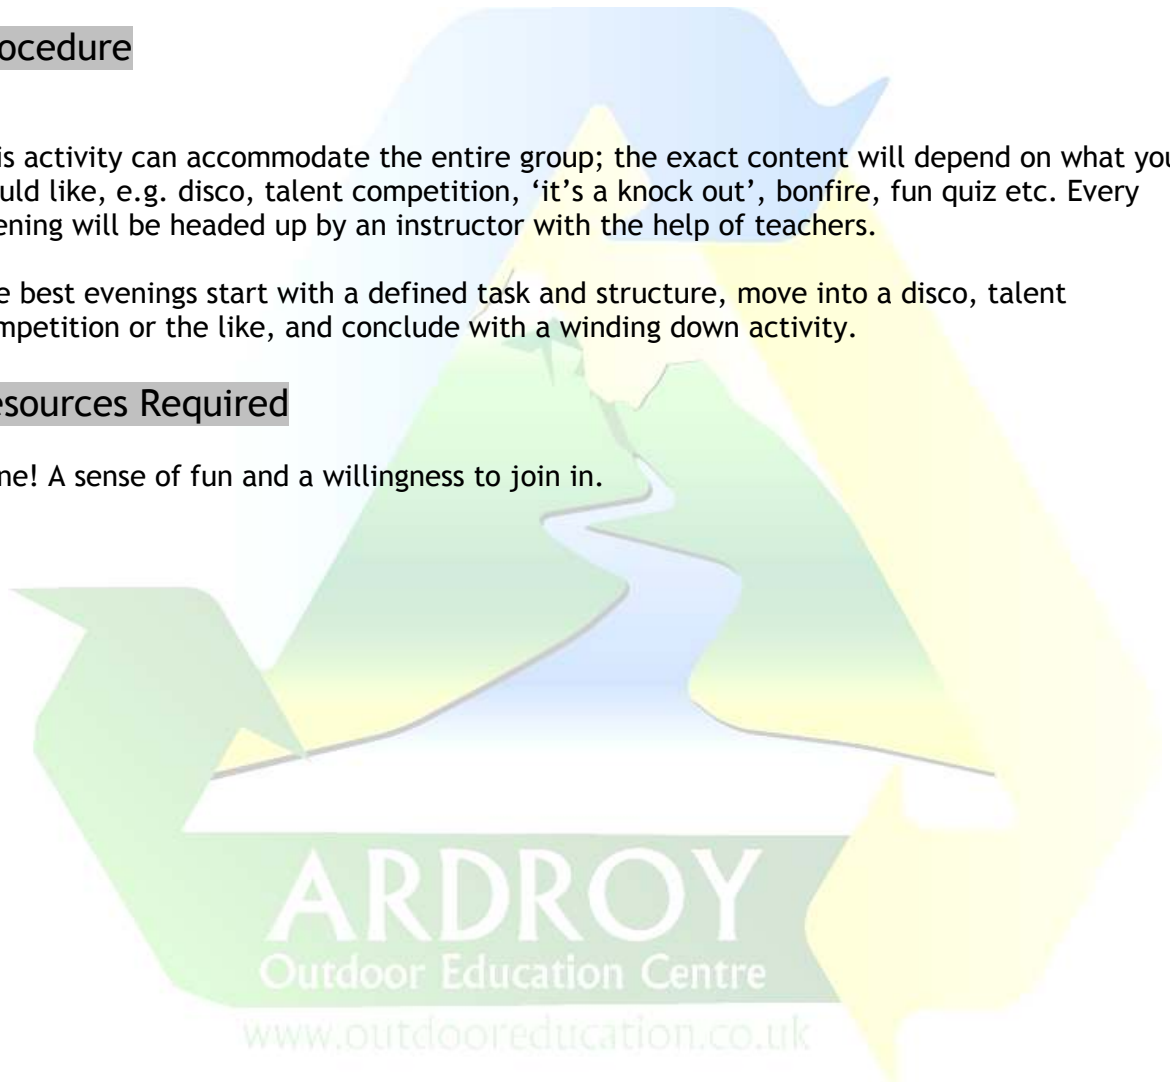 ocedure
is activity can accommodate the entire group; the exact content will depend on what you
uld like, e.g. disco, talent competition, ‘it’s a knock out’, bonfire, fun quiz etc. Every
ening will be headed up by an instructor with the help of teachers.
e best evenings start with a defined task and structure, move into a disco, talent
mpetition or the like, and conclude with a winding down activity.
esources Required
ne! A sense of fun and a willingness to join in.
ARDROY
Outdoor Education Centre
www.outdooreducation.co.uk